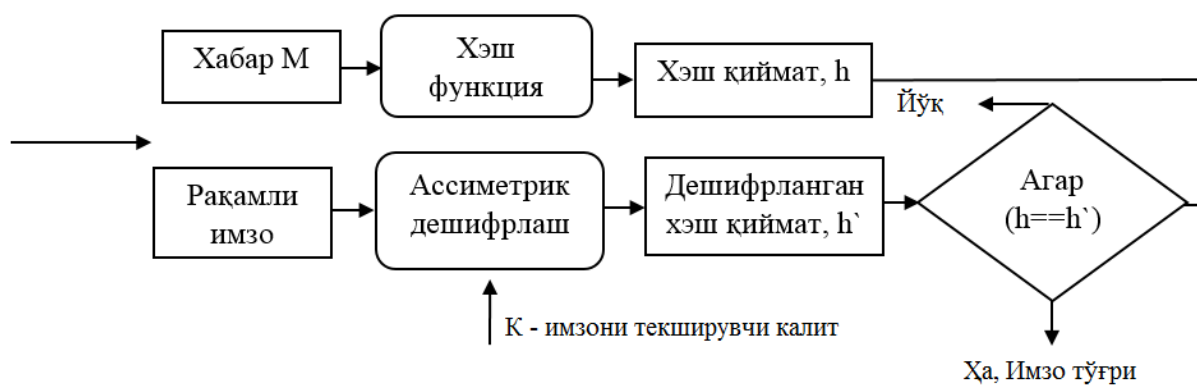 Хабар М
Хэш
функция
Хэш қиймат, h
Йўқ
Рақамли
имзо
Ассиметрик
дешифрлаш
Дешифрланган
хэш қиймат, h`
Агар
(h==h`)
К - имзони текширувчи калит
Ҳа, Имзо тўғри